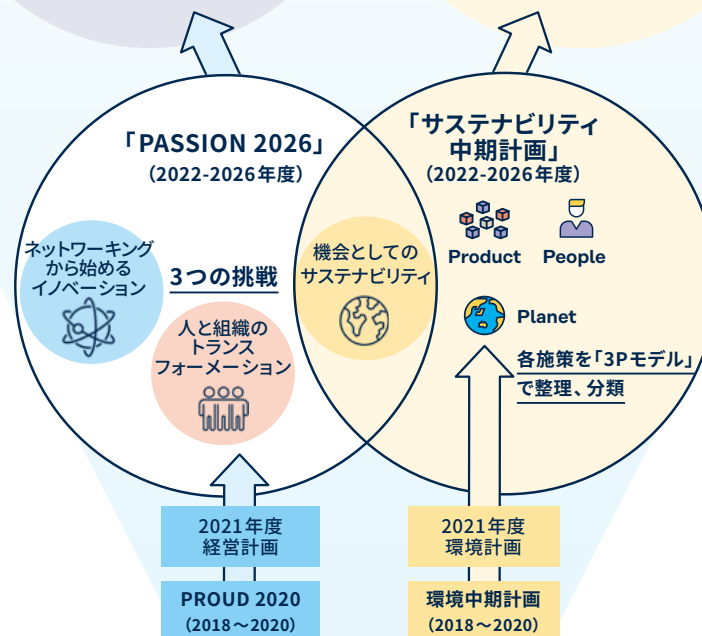 「PASSION 2026」
（2022-2026年度）
ネットワーキング
から始める
イノベーション
3つの挑戦
人と組織の
トランス
フォーメーション
機会としての
サステナビリティ
「サステナビリティ
中期計画」
（2022-2026年度）
Product
People
Planet
各施策を「3Pモデル」
で整理、分類
2021年度
経営計画
PROUD 2020
（2018～2020）
2021年度
環境計画
環境中期計画
（2018～2020）